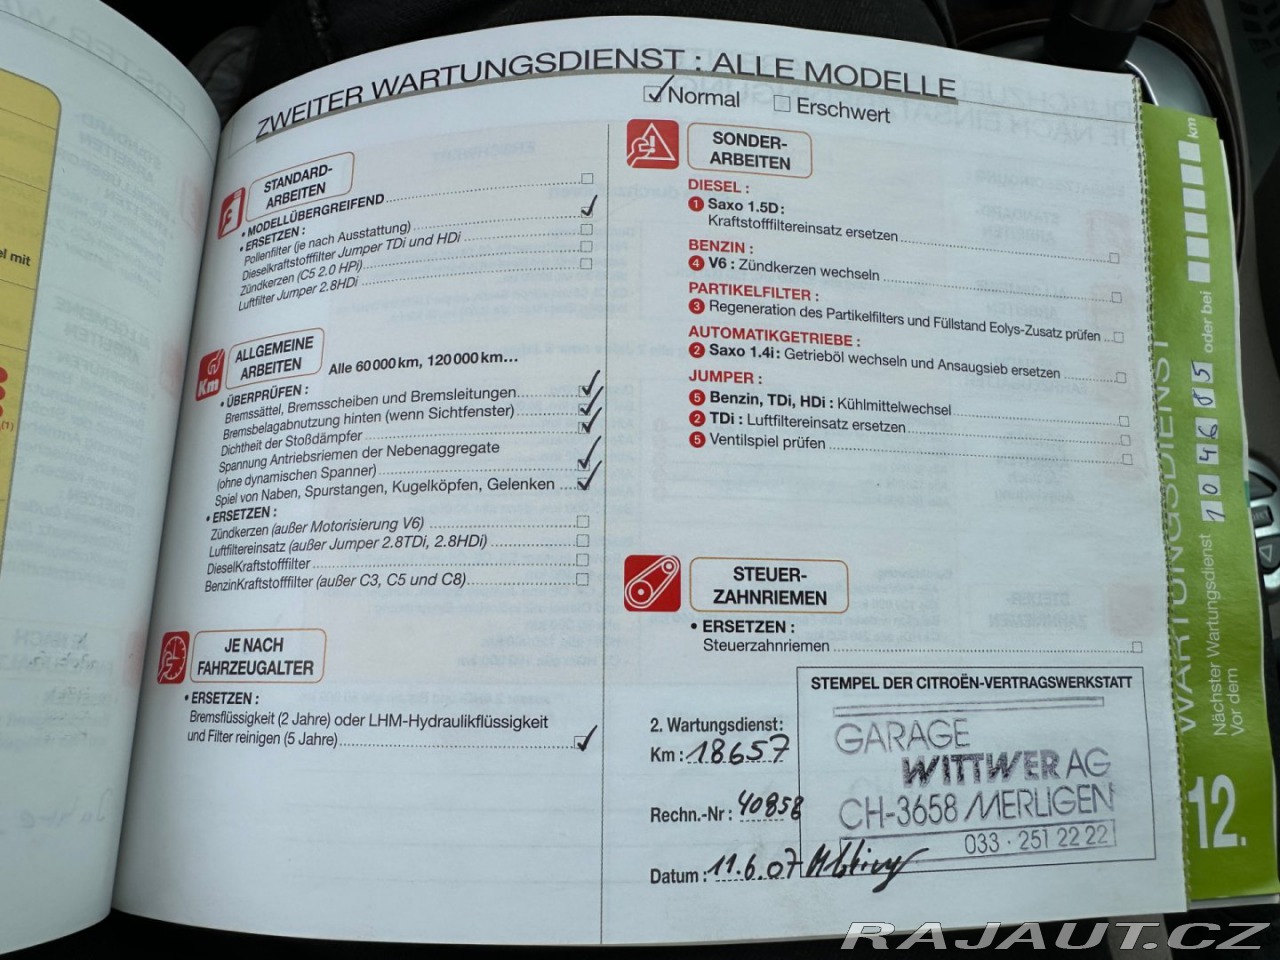 ZWEITER WARTUNGSDIENST : ALLE MODELLE
Normal
Erschwert
STANDARD-
ARBEITEN
• MODELLÜBERGREIFEND
• ERSETZEN :
Pollenfilter (je nach Ausstattung)
Dieselkraftstofffilter Jumper TDi und HDi
Zündkerzen (C5 2.0 HPi)
Luftfilter Jumper 2.8HDi
Km
ALLGEMEINE
ARBEITEN
Alle 60 000 km, 120 000 km...
• ÜBERPRÜFEN :
Bremssättel, Bremsscheiben und Bremsleitungen
Bremsbelagabnutzung hinten (wenn Sichtfenster)
Dichtheit der Stoßdämpfer
Spannung Antriebsriemen der Nebenaggregate
(ohne dynamischen Spanner)
Spiel von Naben, Spurstangen, Kugelköpfen, Gelenken
• ERSETZEN :
Zündkerzen (außer Motorisierung V6)
Luftfiltereinsatz (außer Jumper 2.8TDi, 2.8HDi)
DieselKraftstofffilter
BenzinKraftstofffilter (außer C3, C5 und C8)
JE NACH
FAHRZEUGALTER
• ERSETZEN :
Bremsflüssigkeit (2 Jahre) oder LHM-Hydraulikflüssigkeit
und Filter reinigen (5 Jahre)
SONDER-
ARBEITEN
DIESEL :
1 Saxo 1.5D :
Kraftstofffiltereinsatz ersetzen
BENZIN :
4 V6 : Zündkerzen wechseln
PARTIKELFILTER :
3 Regeneration des Partikelfilters und Füllstand Eolys-Zusatz prüfen
AUTOMATIKGETRIEBE :
2 Saxo 1.4i : Getrieböl wechseln und Ansaugsieb ersetzen
JUMPER :
5 Benzin, TDi, HDi : Kühlmittelwechsel
2 TDi : Luftfiltereinsatz ersetzen
5 Ventilspiel prüfen
STEUER-
ZAHNRIEMEN
• ERSETZEN :
Steuerzahnriemen
2. Wartungsdienst :
Km : 18657
Rechn.-Nr : 40858
Datum : 11.6.07
STEMPEL DER CITROËN-VERTRAGSWERKSTATT
GARAGE
WITTWER AG
CH-3658 MERLIGEN
033 · 251 22 22
WARTUNGSDIENST
Nächster Wartungsdienst
Vor dem
oder bei
km
12.
el mit
(1)
RAJAUT.CZ